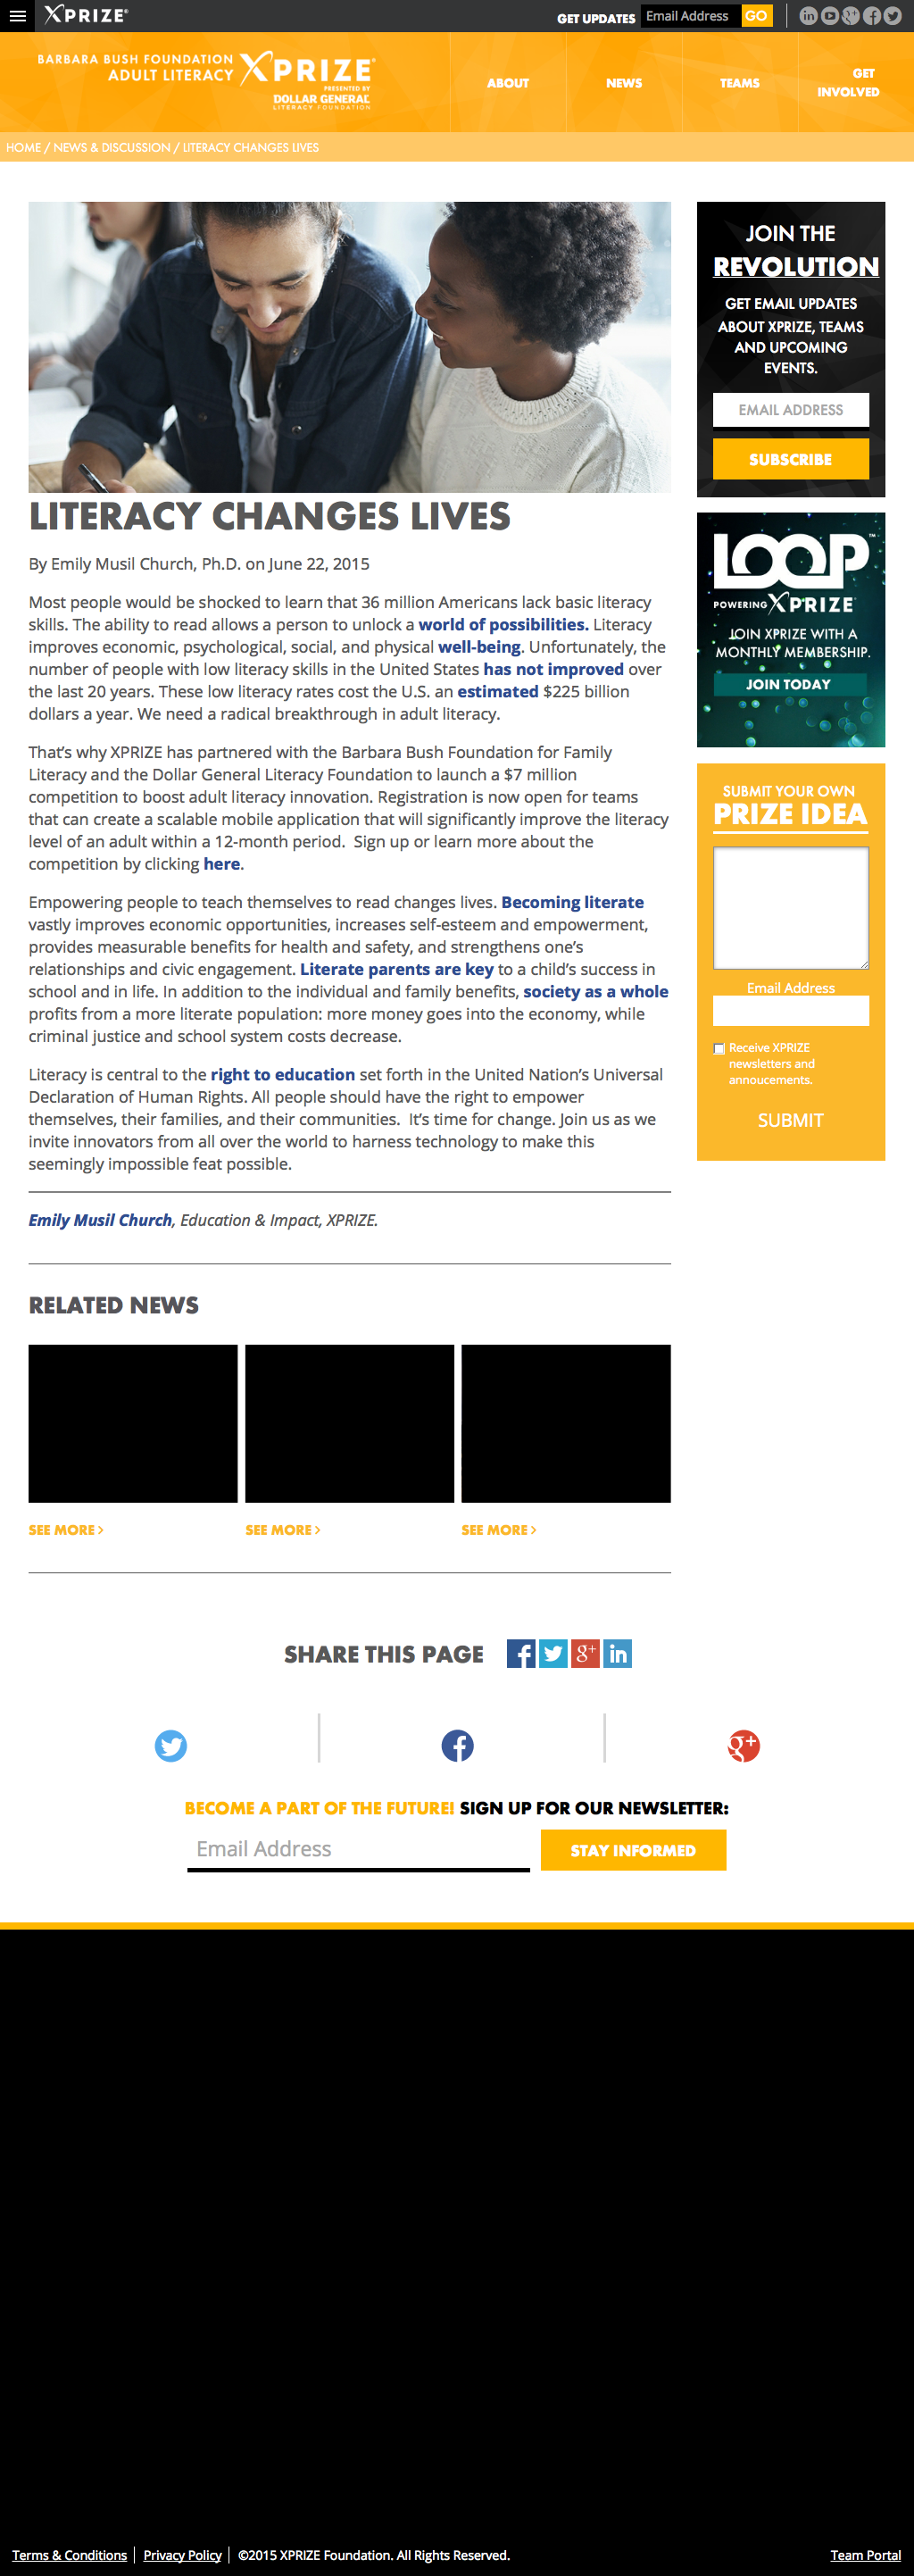 XPRIZE®
GET UPDATES
Email Address
GO
BARBARA BUSH FOUNDATION
ADULT LITERACY XPRIZE®
PRESENTED BY
DOLLAR GENERAL
LITERACY FOUNDATION
ABOUT
NEWS
TEAMS
GET
INVOLVED
HOME / NEWS & DISCUSSION / LITERACY CHANGES LIVES
LITERACY CHANGES LIVES
By Emily Musil Church, Ph.D. on June 22, 2015
Most people would be shocked to learn that 36 million Americans lack basic literacy
skills. The ability to read allows a person to unlock a world of possibilities. Literacy
improves economic, psychological, social, and physical well-being. Unfortunately, the
number of people with low literacy skills in the United States has not improved over
the last 20 years. These low literacy rates cost the U.S. an estimated $225 billion
dollars a year. We need a radical breakthrough in adult literacy.
That's why XPRIZE has partnered with the Barbara Bush Foundation for Family
Literacy and the Dollar General Literacy Foundation to launch a $7 million
competition to boost adult literacy innovation. Registration is now open for teams
that can create a scalable mobile application that will significantly improve the literacy
level of an adult within a 12-month period.  Sign up or learn more about the
competition by clicking here.
Empowering people to teach themselves to read changes lives. Becoming literate
vastly improves economic opportunities, increases self-esteem and empowerment,
provides measurable benefits for health and safety, and strengthens one's
relationships and civic engagement. Literate parents are key to a child's success in
school and in life. In addition to the individual and family benefits, society as a whole
profits from a more literate population: more money goes into the economy, while
criminal justice and school system costs decrease.
Literacy is central to the right to education set forth in the United Nation's Universal
Declaration of Human Rights. All people should have the right to empower
themselves, their families, and their communities.  It's time for change. Join us as we
invite innovators from all over the world to harness technology to make this
seemingly impossible feat possible.
Emily Musil Church, Education & Impact, XPRIZE.
RELATED NEWS
SEE MORE >
SEE MORE >
SEE MORE >
JOIN THE
REVOLUTION
GET EMAIL UPDATES
ABOUT XPRIZE, TEAMS
AND UPCOMING
EVENTS.
EMAIL ADDRESS
SUBSCRIBE
LOOP™
POWERING XPRIZE®
JOIN XPRIZE WITH A
MONTHLY MEMBERSHIP.
JOIN TODAY
SUBMIT YOUR OWN
PRIZE IDEA
Email Address
Receive XPRIZE
newsletters and
annoucements.
SUBMIT
SHARE THIS PAGE
BECOME A PART OF THE FUTURE! SIGN UP FOR OUR NEWSLETTER:
Email Address
STAY INFORMED
Terms & Conditions | Privacy Policy | ©2015 XPRIZE Foundation. All Rights Reserved.
Team Portal